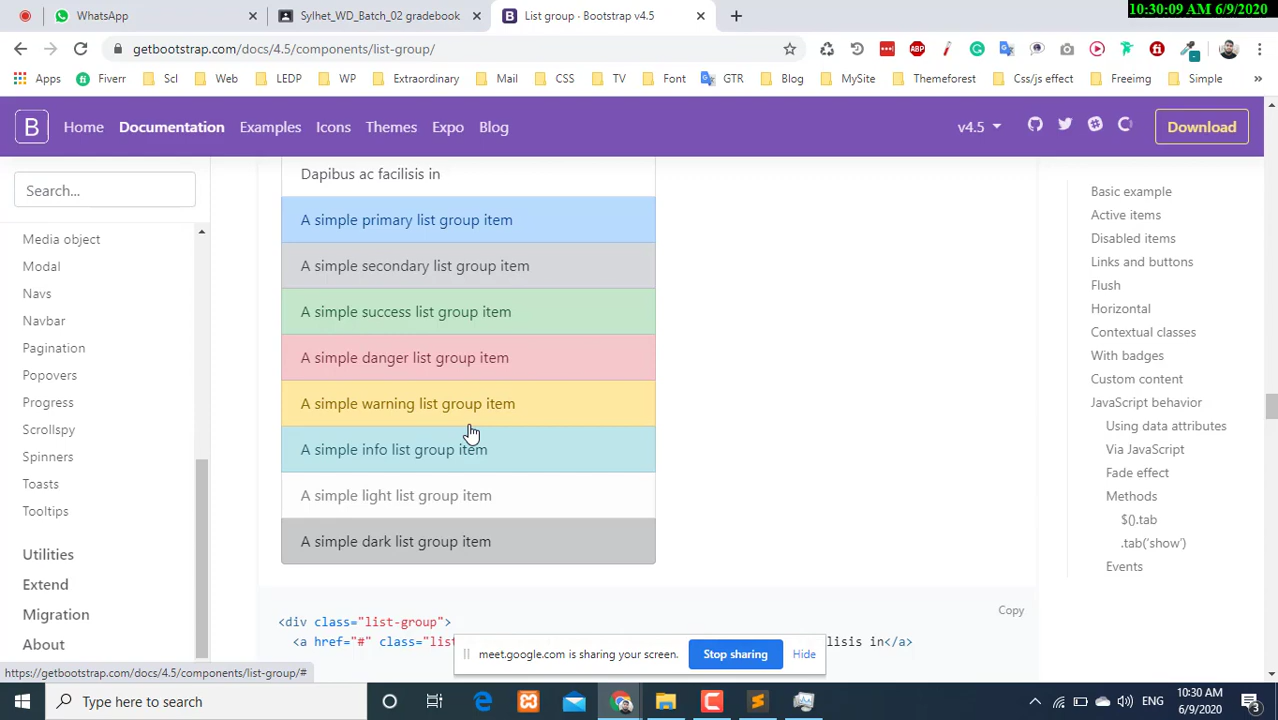 10:30:09 AM 6/9/2020
WhatsApp
Sylhet_WD_Batch_02 gradebook
List group · Bootstrap v4.5
getbootstrap.com/docs/4.5/components/list-group/
Apps
Fiverr
Scl
Web
LEDP
WP
Extraordinary
Mail
CSS
TV
Font
GTR
Blog
MySite
Themeforest
Css/js effect
Freeimg
Simple
»
B
Home
Documentation
Examples
Icons
Themes
Expo
Blog
v4.5
Download
Search...
Media object
Modal
Navs
Navbar
Pagination
Popovers
Progress
Scrollspy
Spinners
Toasts
Tooltips
Utilities
Extend
Migration
About
Dapibus ac facilisis in
A simple primary list group item
A simple secondary list group item
A simple success list group item
A simple danger list group item
A simple warning list group item
A simple info list group item
A simple light list group item
A simple dark list group item
Copy
<div class="list-group">
<a href="#" class="list
ilisis in</a>
Basic example
Active items
Disabled items
Links and buttons
Flush
Horizontal
Contextual classes
With badges
Custom content
JavaScript behavior
Using data attributes
Via JavaScript
Fade effect
Methods
$().tab
.tab('show')
Events
meet.google.com is sharing your screen.
Stop sharing
Hide
https://getbootstrap.com/docs/4.5/components/list-group/#
Type here to search
ENG
10:30 AM
6/9/2020
3